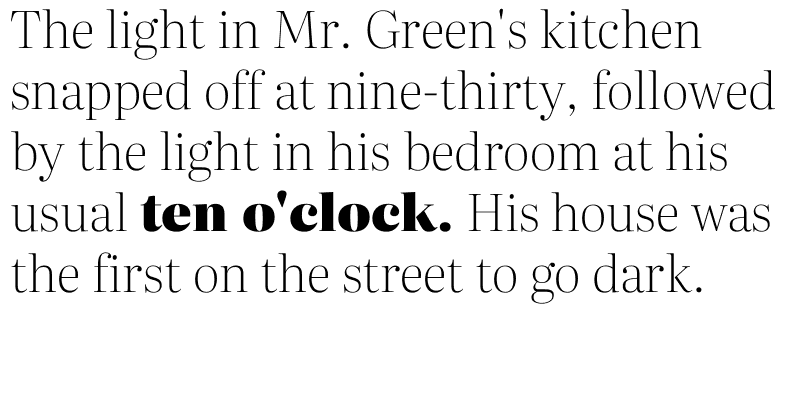 The light in Mr. Green's kitchen
snapped off at nine-thirty, followed
by the light in his bedroom at his
usual ten o'clock. His house was
the first on the street to go dark.